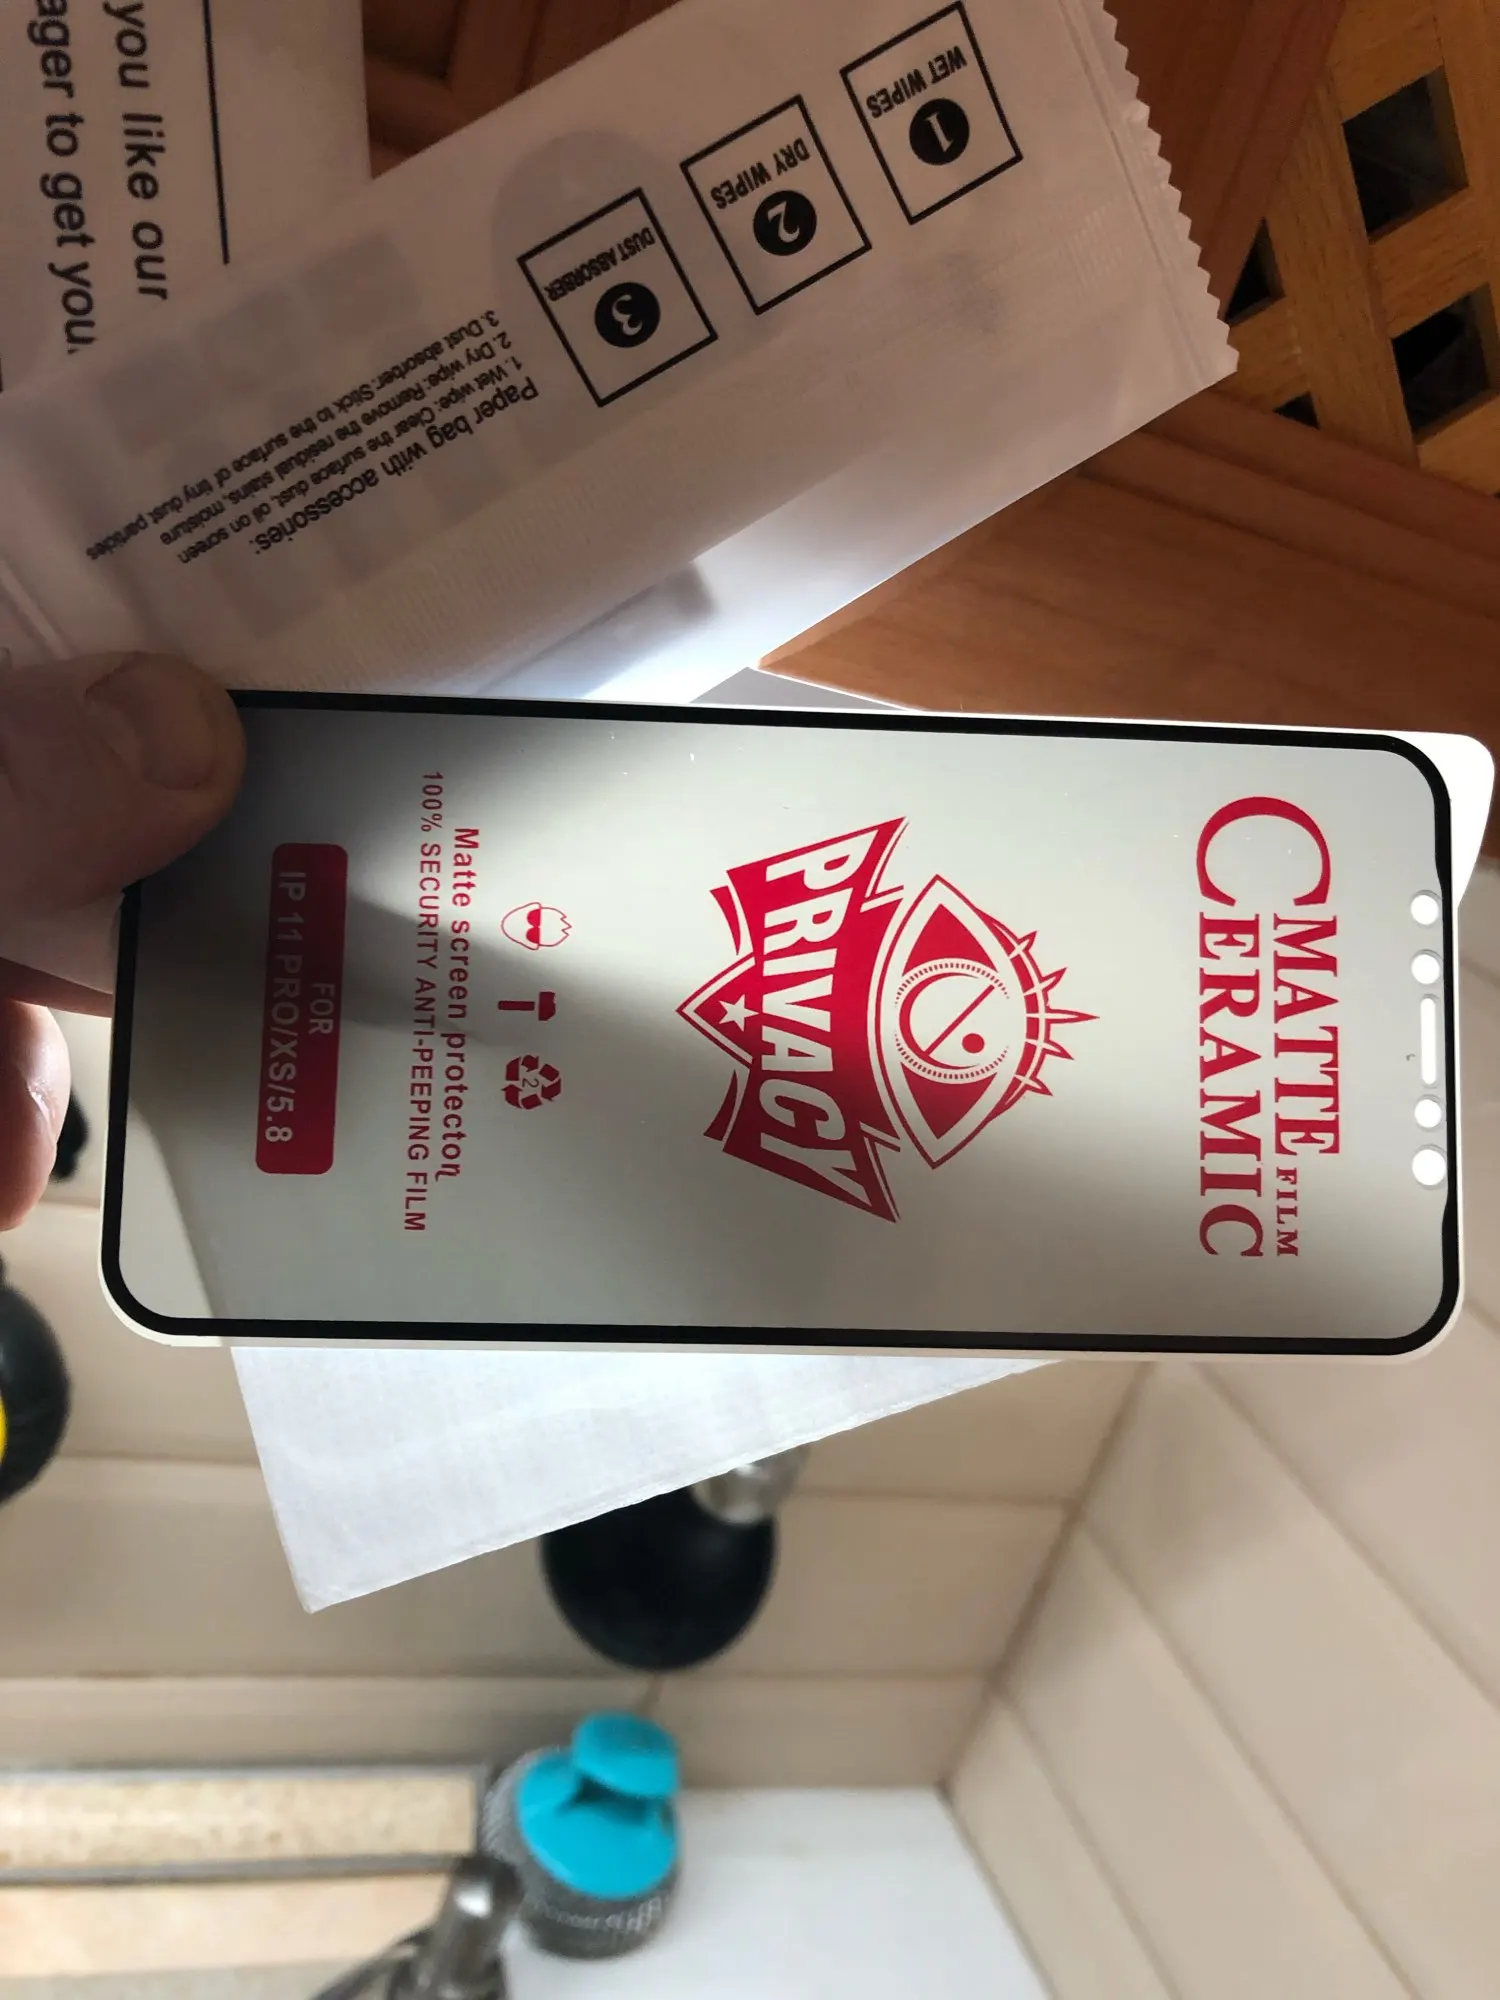 you like our
ager to get you
1
WET WIPES
2
DRY WIPES
3
DUST ABSORBER
Paper bag with accessories:
1. Wet wipe: Clear the surface dust, oil on screen
2. Dry wipe: Remove the residual stains, moisture
3. Dust absorber: Stick to the surface of tiny dust particles
MATTE FILM
CERAMIC
PRIVACY
2
Matte screen protector
100% SECURITY ANTI-PEEPING FILM
FOR
IP 11 PRO/XS/5.8